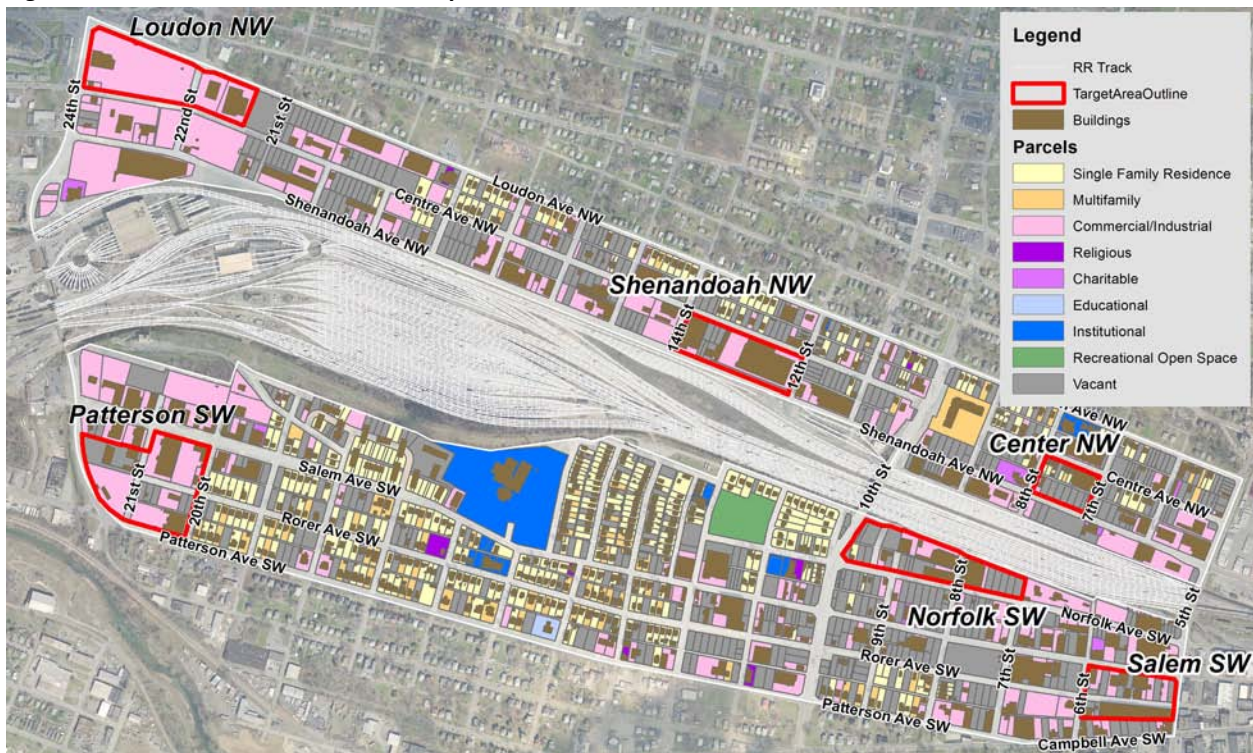 Loudon NW
24th St
22nd St
21st St
Loudon Ave NW
Centre Ave NW
Shenandoah Ave NW
Shenandoah NW
14th St
12th St
Patterson SW
21st St
20th St
Salem Ave SW
Rorer Ave SW
Patterson Ave SW
10th St
Shenandoah Ave NW
Center NW
8th St
7th St
Centre Ave NW
9th St
8th St
Norfolk SW
Norfolk Ave SW
5th St
Rorer Ave SW
7th St
Salem SW
6th St
Patterson Ave SW
Campbell Ave SW
Legend
RR Track
TargetAreaOutline
Buildings
Parcels
Single Family Residence
Multifamily
Commercial/Industrial
Religious
Charitable
Educational
Institutional
Recreational Open Space
Vacant